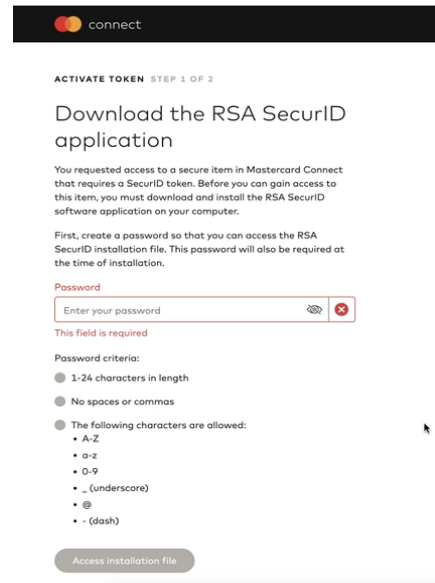 connect
ACTIVATE TOKEN STEP 1 OF 2
Download the RSA SecurID
application
You requested access to a secure item in Mastercard Connect
that requires a SecurID token. Before you can gain access to
this item, you must download and install the RSA SecurID
software application on your computer.
First, create a password so that you can access the RSA
SecurID installation file. This password will also be required at
the time of installation.
Password
Enter your password
This field is required
Password criteria:
1-24 characters in length
No spaces or commas
The following characters are allowed:
• A-Z
• a-z
• 0-9
• _ (underscore)
• @
• - (dash)
Access installation file